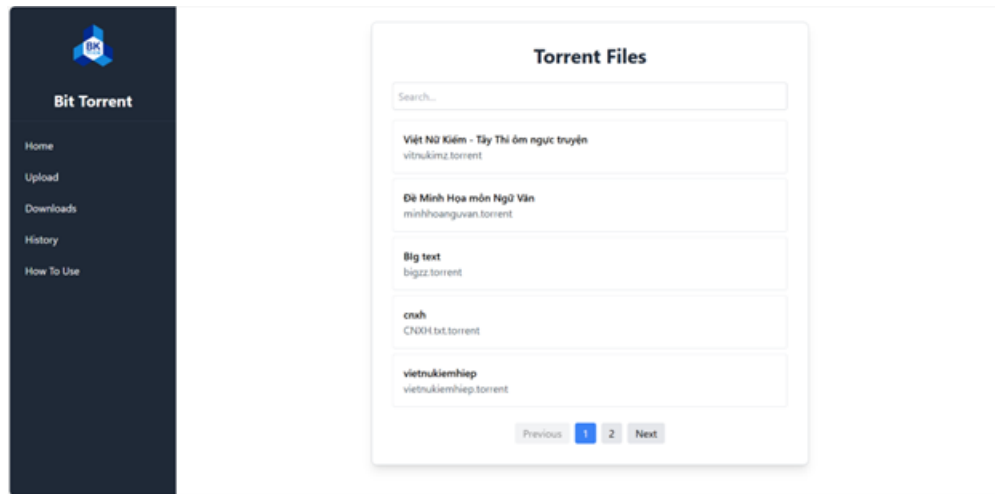 BK
Bit Torrent
Home
Upload
Downloads
History
How To Use
Torrent Files
Search...
Việt Nữ Kiếm - Tây Thi ôm ngực truyện
vitnukimz.torrent
Đề Minh Họa môn Ngữ Văn
minhhoanguvan.torrent
BIg text
bigzz.torrent
cnxh
CNXH.txt.torrent
vietnukiemhiep
vietnukiemhiep.torrent
Previous 1 2 Next